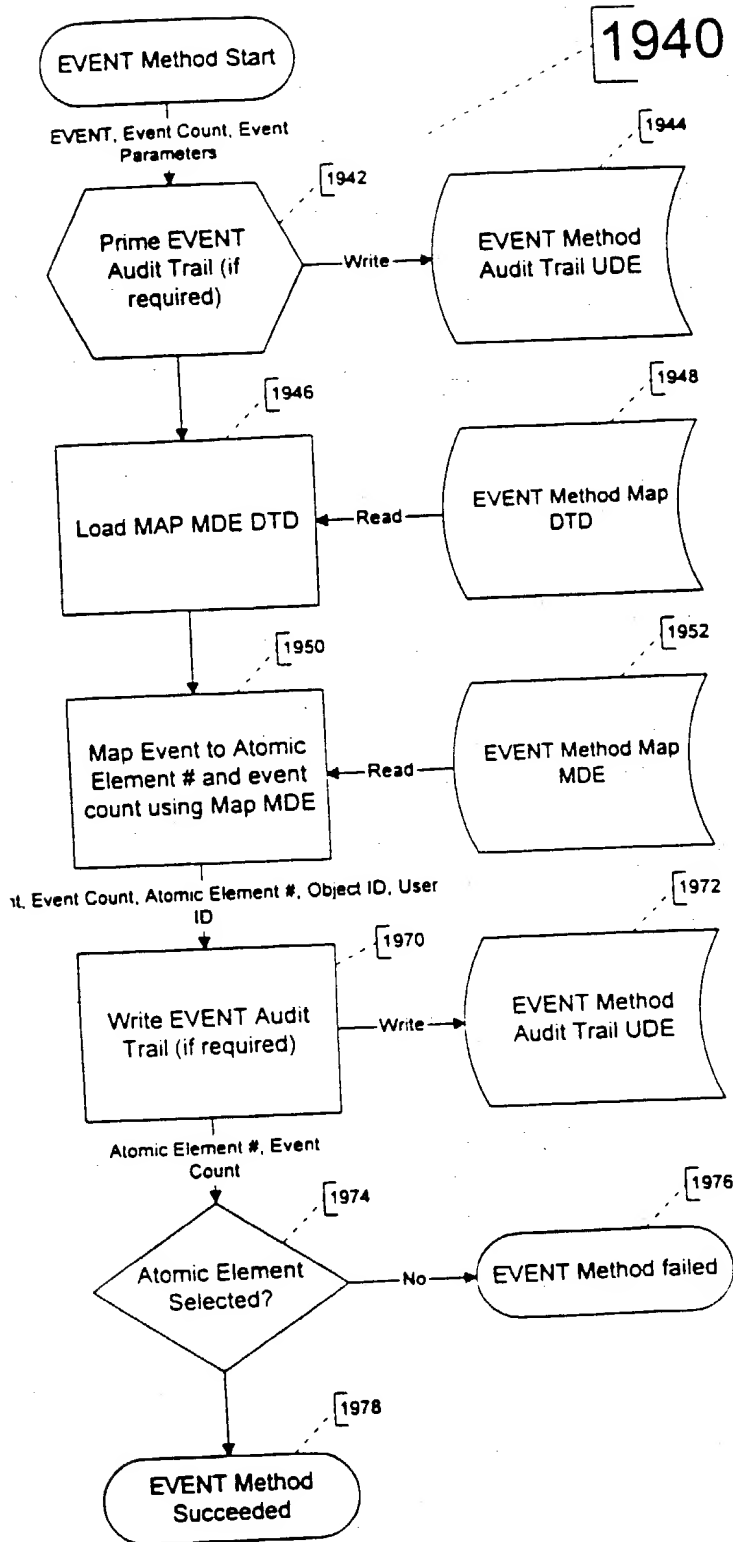 1940
EVENT Method Start
EVENT, Event Count, Event
Parameters
1942
1944
Prime EVENT
Audit Trail (if
required)
Write
EVENT Method
Audit Trail UDE
1946
1948
Load MAP MDE DTD
Read
EVENT Method Map
DTD
1950
1952
Map Event to Atomic
Element # and event
count using Map MDE
Read
EVENT Method Map
MDE
Event Count, Atomic Element #, Object ID, User
ID
1970
1972
Write EVENT Audit
Trail (if required)
Write
EVENT Method
Audit Trail UDE
Atomic Element #, Event
Count
1974
1976
Atomic Element
Selected?
No
EVENT Method failed
1978
EVENT Method
Succeeded